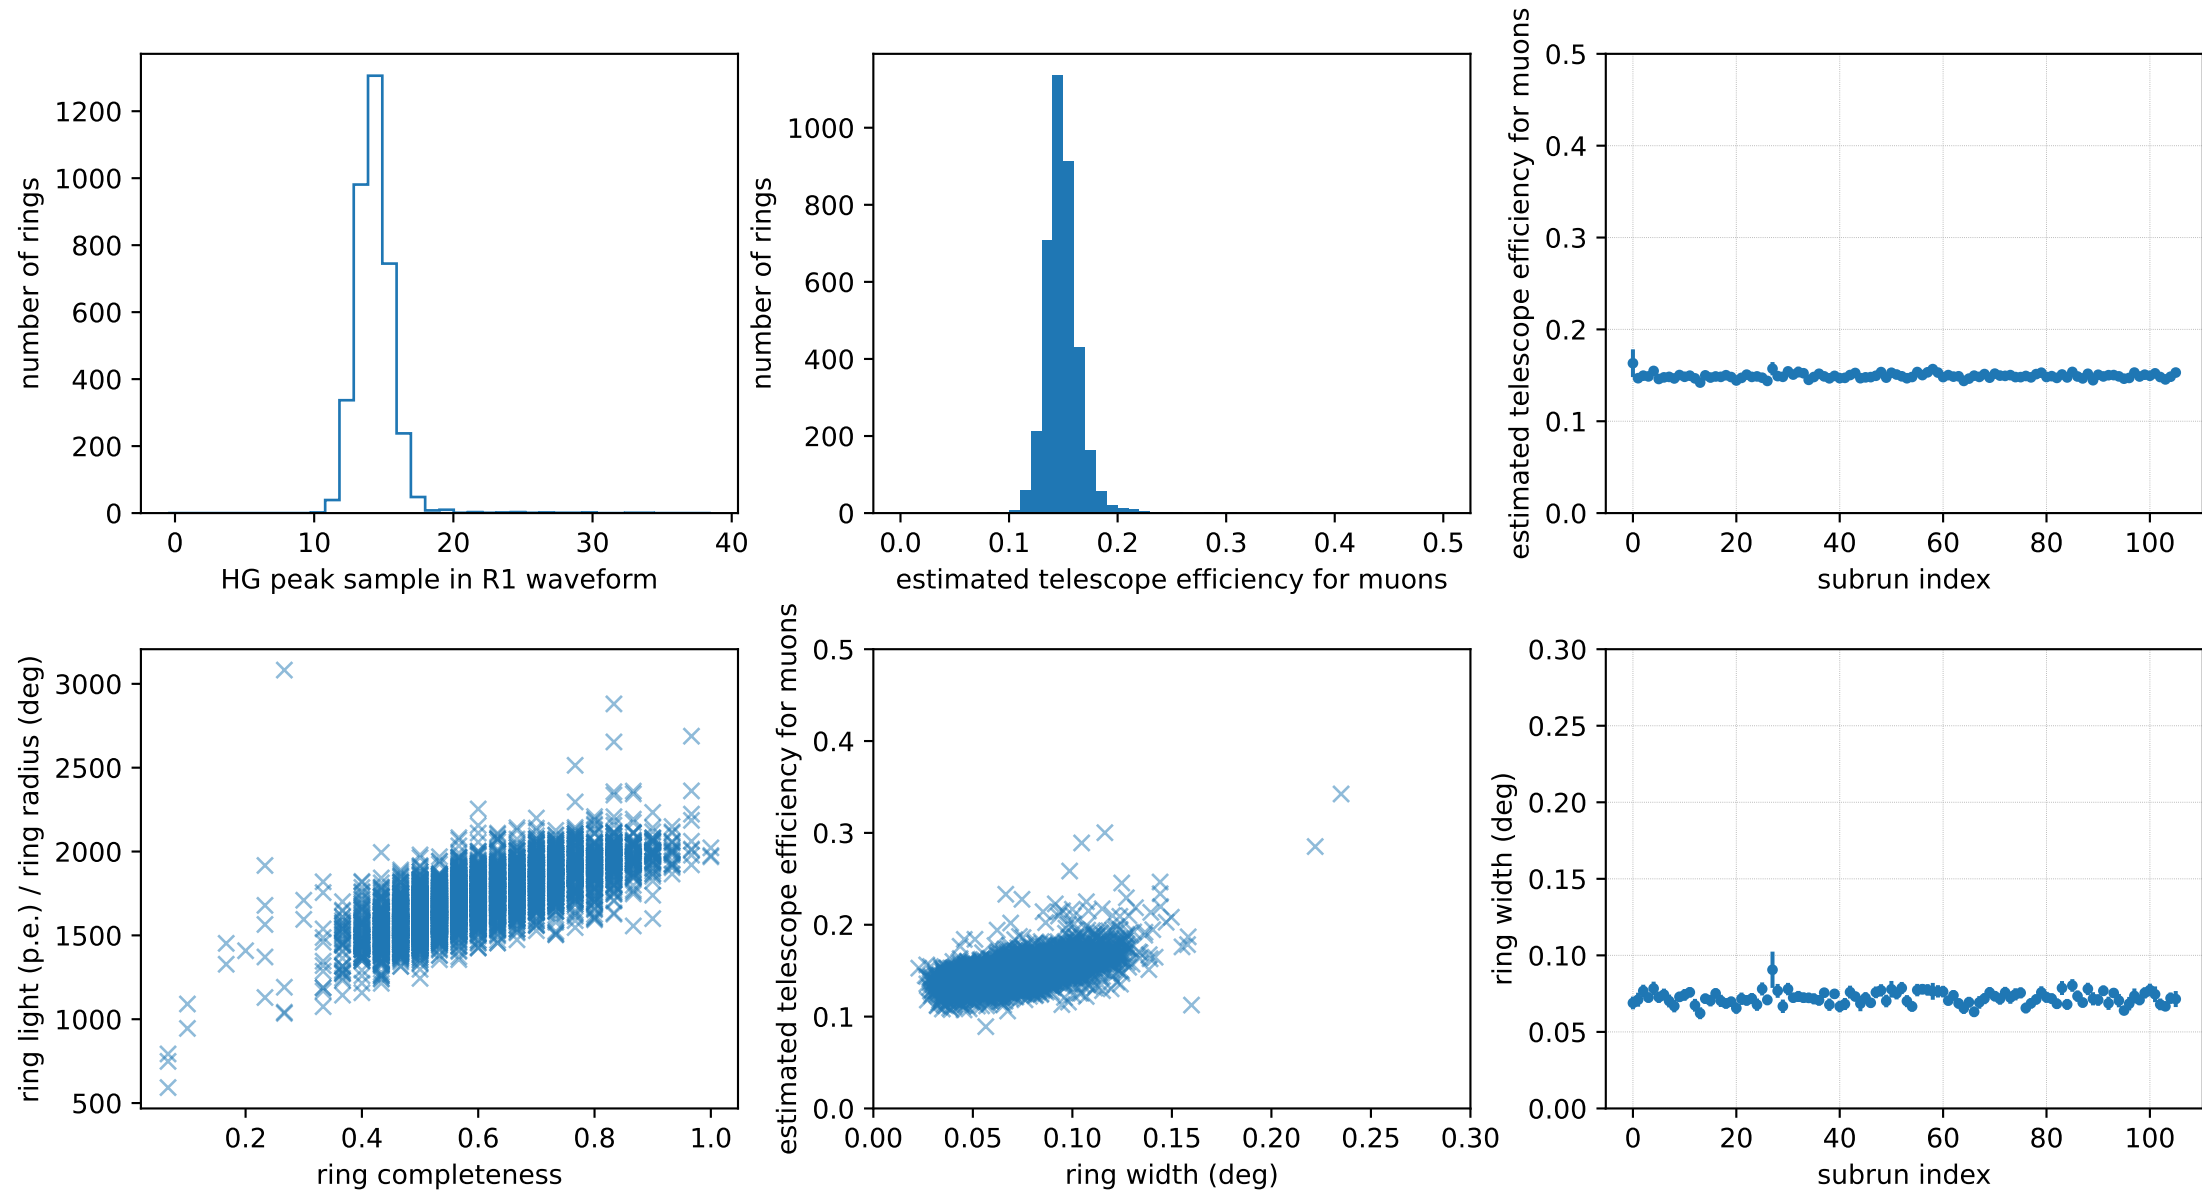 number of rings
1200
1000
800
600
400
200
0
0 10 20 30 40
HG peak sample in R1 waveform
number of rings
1000
800
600
400
200
0
0.0 0.1 0.2 0.3 0.4 0.5
estimated telescope efficiency for muons
estimated telescope efficiency for muons
0.5
0.4
0.3
0.2
0.1
0.0
0 20 40 60 80 100
subrun index
ring light (p.e.) / ring radius (deg)
3000
2500
2000
1500
1000
500
0.2 0.4 0.6 0.8 1.0
ring completeness
estimated telescope efficiency for muons
0.5
0.4
0.3
0.2
0.1
0.0
0.00 0.05 0.10 0.15 0.20 0.25 0.30
ring width (deg)
ring width (deg)
0.30
0.25
0.20
0.15
0.10
0.05
0.00
0 20 40 60 80 100
subrun index